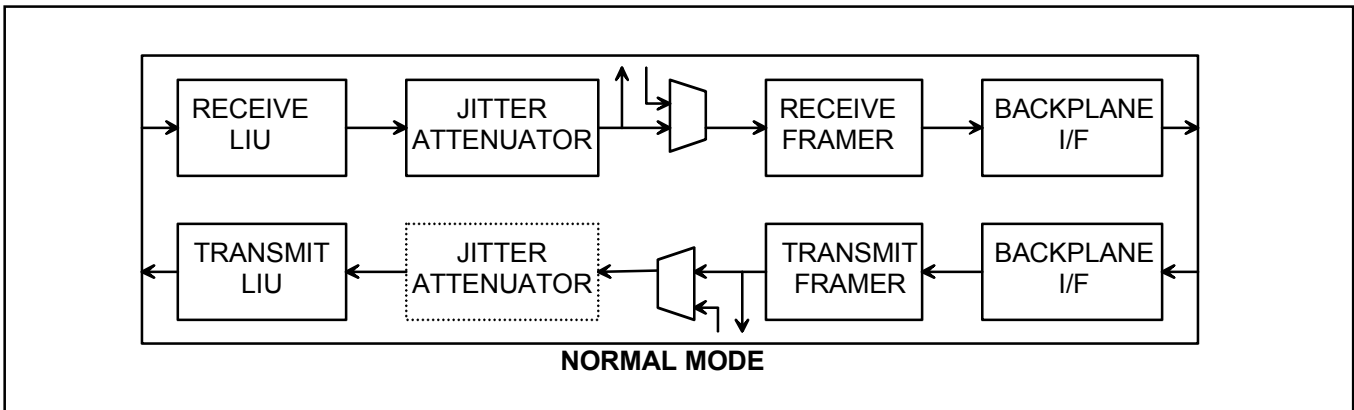 RECEIVE
LIU
JITTER
ATTENUATOR
RECEIVE
FRAMER
BACKPLANE
I/F
TRANSMIT
LIU
JITTER
ATTENUATOR
TRANSMIT
FRAMER
BACKPLANE
I/F
NORMAL MODE